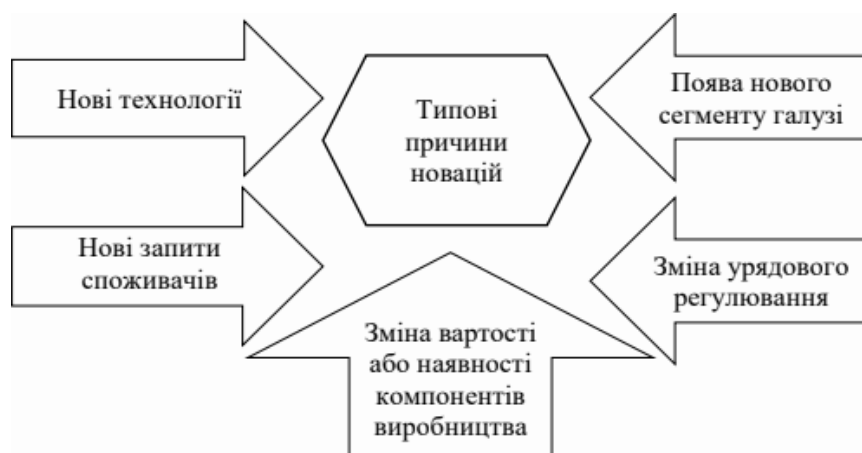 Нові технології
Типові
причини
новацій
Поява нового
сегменту галузі
Нові запити
споживачів
Зміна урядового
регулювання
Зміна вартості
або наявності
компонентів
виробництва